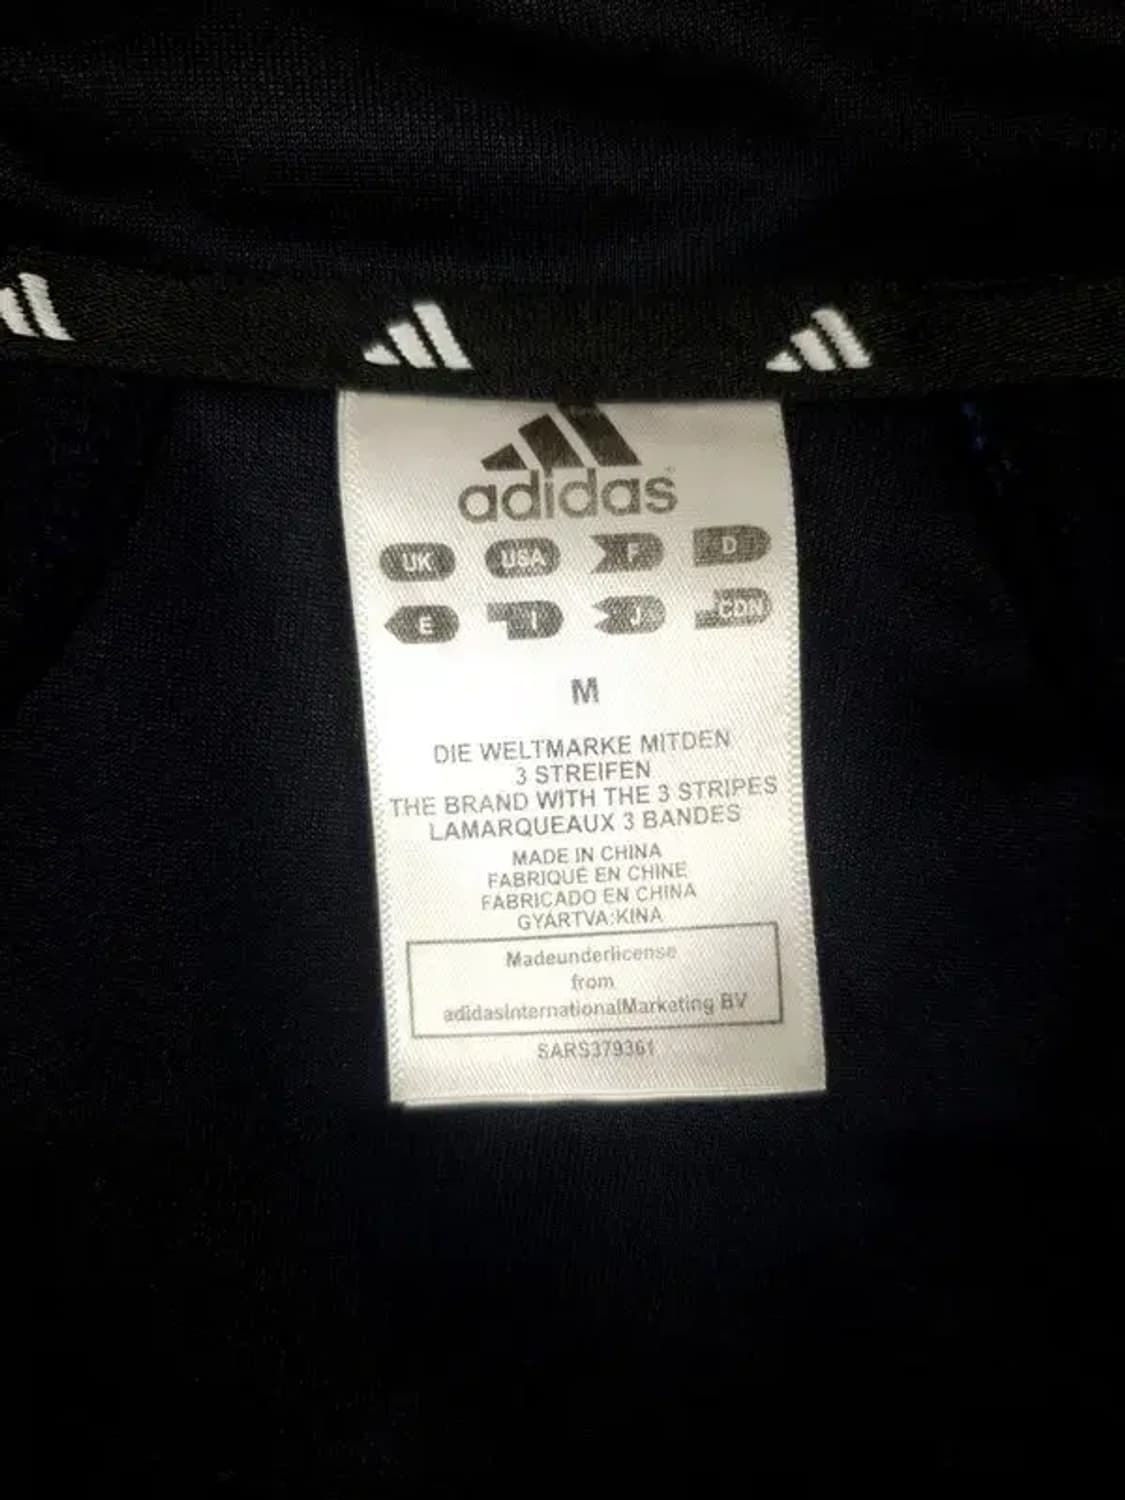 adidas
UK USA F D
E I J CDN
M
DIE WELTMARKE MITDEN
3 STREIFEN
THE BRAND WITH THE 3 STRIPES
LAMARQUEAUX 3 BANDES
MADE IN CHINA
FABRIQUÉ EN CHINE
FABRICADO EN CHINA
GYÁRTVA:KINA
Madeunderlicense
from
adidasInternationalMarketing BV
SARS379361